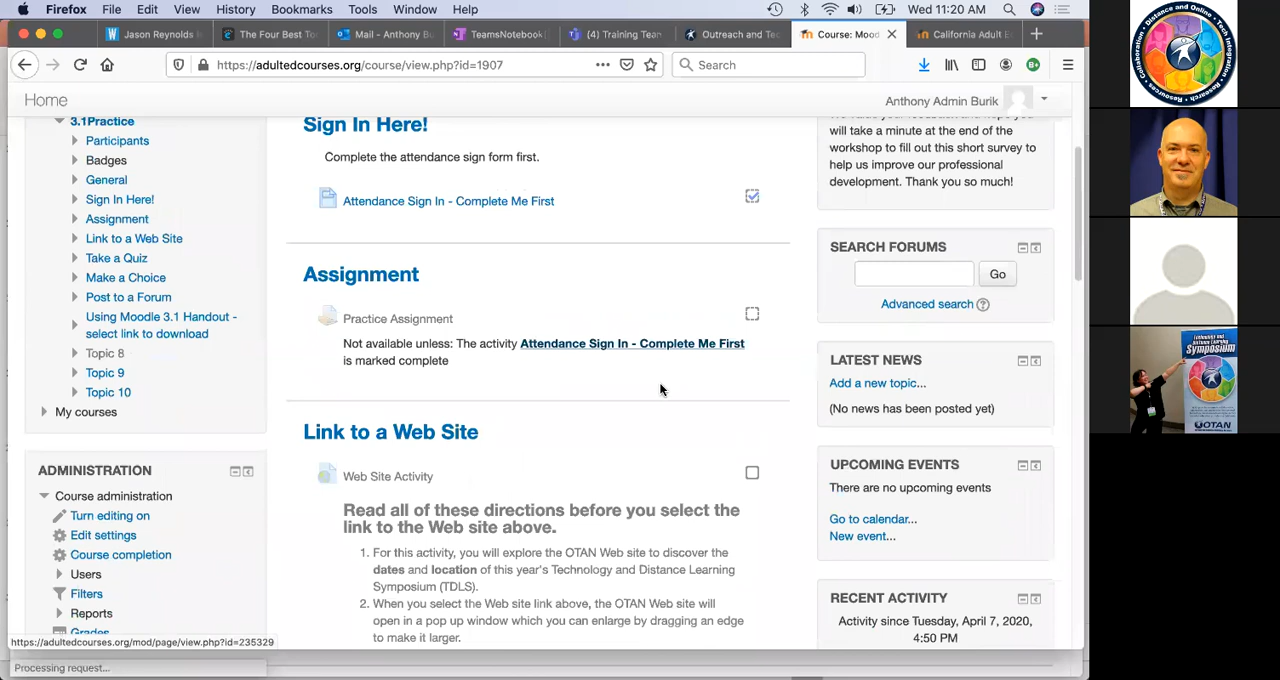 Firefox File Edit View History Bookmarks Tools Window Help Wed 11:20 AM
Jason Reynolds The Four Best To Mail - Anthony Bu TeamsNotebook( (4) Training Tean Outreach and Tec Course: Mood California Adult E
https://adultedcourses.org/course/view.php?id=1907 Search
Home
Anthony Admin Burik
3.1Practice
Participants
Badges
General
Sign In Here!
Assignment
Link to a Web Site
Take a Quiz
Make a Choice
Post to a Forum
Using Moodle 3.1 Handout -
select link to download
Topic 8
Topic 9
Topic 10
My courses
ADMINISTRATION
Course administration
Turn editing on
Edit settings
Course completion
Users
Filters
Reports
Grades
https://adultedcourses.org/mod/page/view.php?id=235329
Processing request...
Sign In Here!
Complete the attendance sign form first.
Attendance Sign In - Complete Me First
Assignment
Practice Assignment
Not available unless: The activity Attendance Sign In - Complete Me First
is marked complete
Link to a Web Site
Web Site Activity
Read all of these directions before you select the
link to the Web site above.
1. For this activity, you will explore the OTAN Web site to discover the
dates and location of this year's Technology and Distance Learning
Symposium (TDLS).
2. When you select the Web site link above, the OTAN Web site will
open in a pop up window which you can enlarge by dragging an edge
to make it larger.
will take a minute at the end of the
workshop to fill out this short survey to
help us improve our professional
development. Thank you so much!
SEARCH FORUMS
Go
Advanced search
LATEST NEWS
Add a new topic...
(No news has been posted yet)
UPCOMING EVENTS
There are no upcoming events
Go to calendar...
New event...
RECENT ACTIVITY
Activity since Tuesday, April 7, 2020,
4:50 PM
Distance and Online
Tech Integration
Research
Resources
Collaboration
Symposium
OTAN